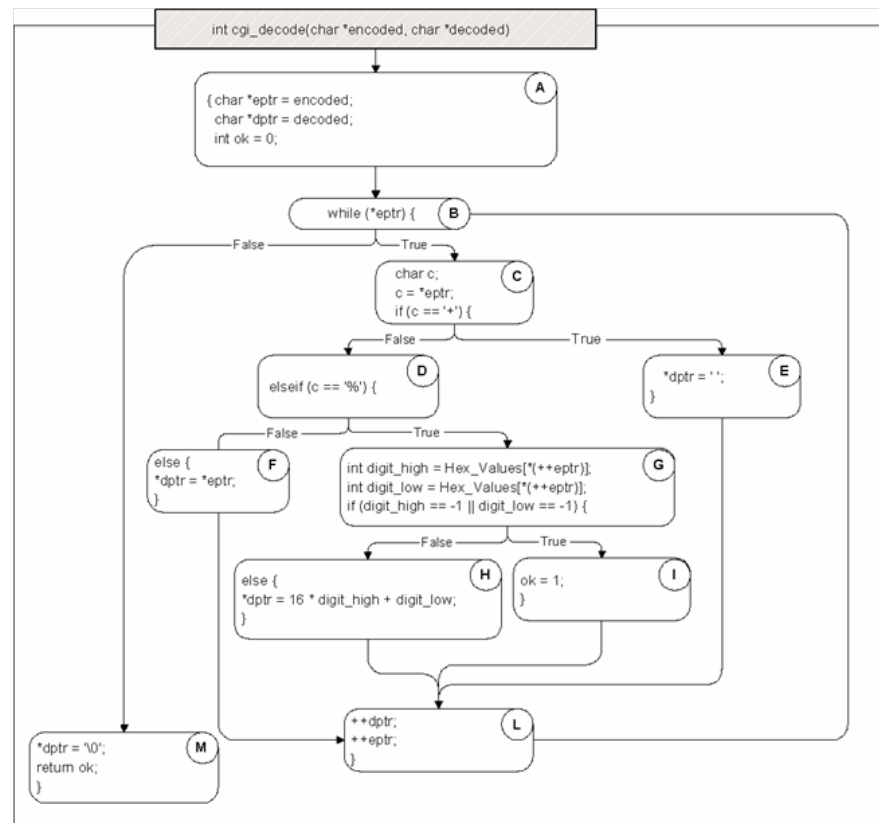 int cgi_decode(char *encoded, char *decoded)
A
{ char *eptr = encoded;
char *dptr = decoded;
int ok = 0;
while (*eptr) {
B
False
True
char c;
c = *eptr;
if (c == '+') {
C
False
True
elseif (c == '%') {
D
*dptr = ' ';
}
E
False
True
else {
*dptr = *eptr;
}
F
int digit_high = Hex_Values[*(++eptr)];
int digit_low = Hex_Values[*(++eptr)];
if (digit_high == -1 || digit_low == -1) {
G
False
True
else {
*dptr = 16 * digit_high + digit_low;
}
H
ok = 1;
}
I
*dptr = '\0';
return ok;
}
M
++dptr;
++eptr;
}
L